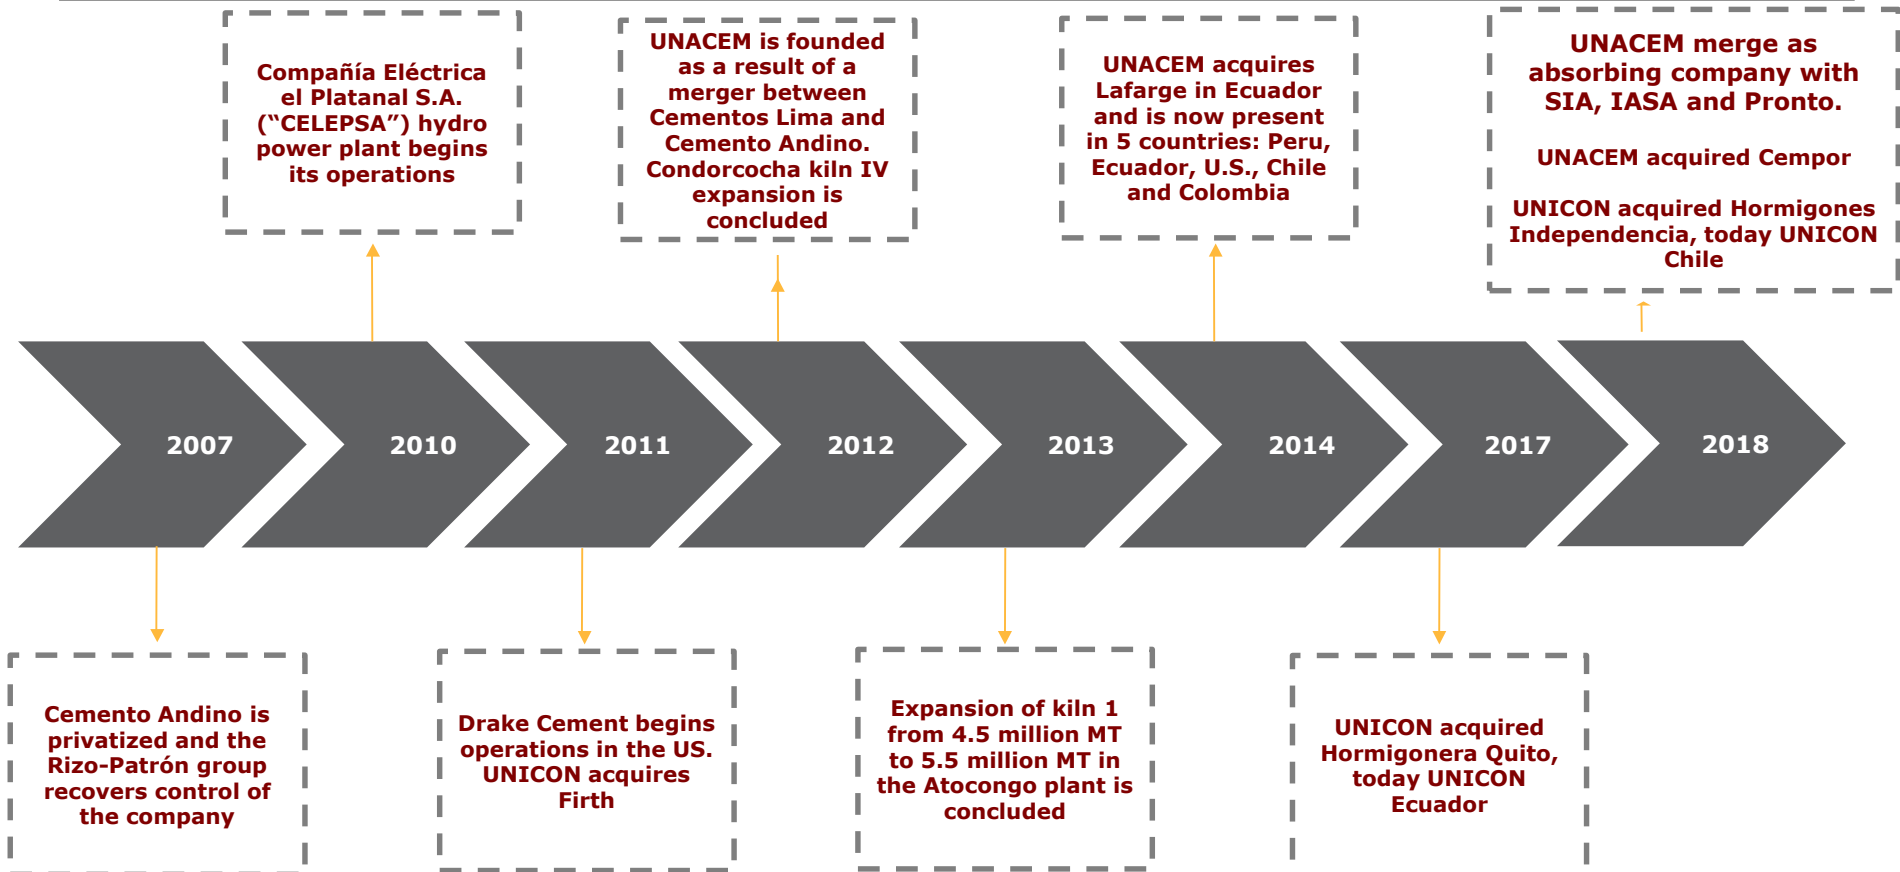 Compañía Eléctrica
el Platanal S.A.
(“CELEPSA”) hydro
power plant begins
its operations
UNACEM is founded
as a result of a
merger between
Cementos Lima and
Cemento Andino.
Condorcocha kiln IV
expansion is
concluded
UNACEM acquires
Lafarge in Ecuador
and is now present
in 5 countries: Peru,
Ecuador, U.S., Chile
and Colombia
UNACEM merge as
absorbing company with
SIA, IASA and Pronto.
UNACEM acquired Cempor
UNICON acquired Hormigones
Independencia, today UNICON
Chile
2007
2010
2011
2012
2013
2014
2017
2018
Cemento Andino is
privatized and the
Rizo-Patrón group
recovers control of
the company
Drake Cement begins
operations in the US.
UNICON acquires
Firth
Expansion of kiln 1
from 4.5 million MT
to 5.5 million MT in
the Atocongo plant is
concluded
UNICON acquired
Hormigonera Quito,
today UNICON
Ecuador